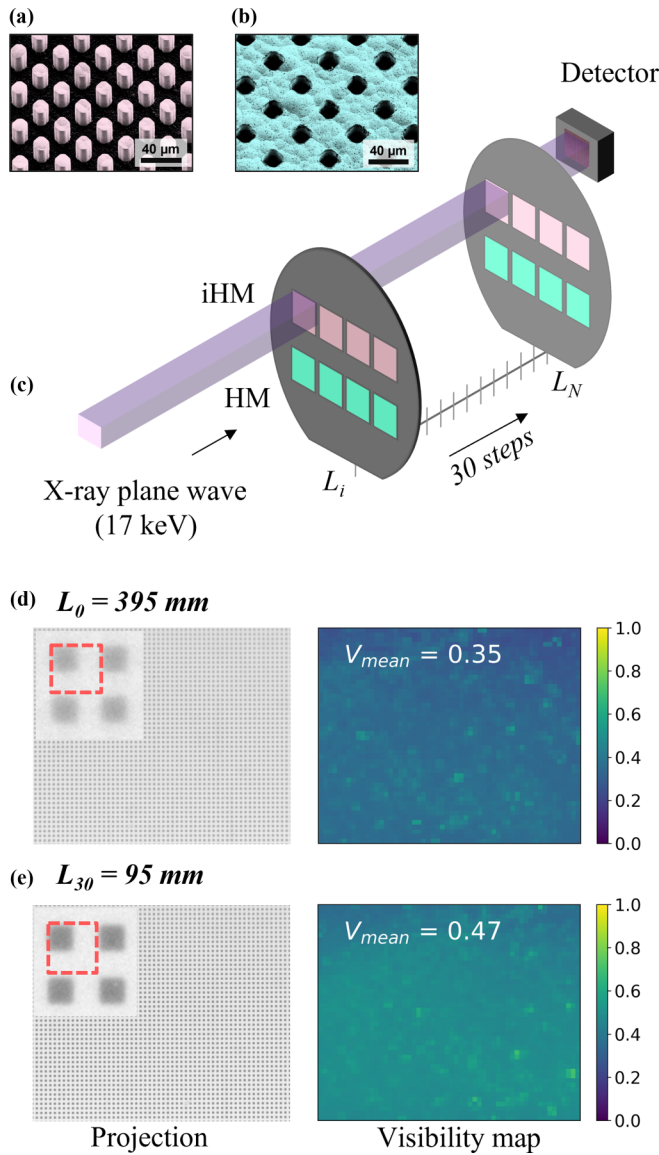 (a)
(b)
40 μm
40 μm
Detector
iHM
HM
(c)
X-ray plane wave
(17 keV)
L_i
30 steps
L_N
(d) L_0 = 395 mm
V_mean = 0.35
1.0
0.8
0.6
0.4
0.2
0.0
(e) L_30 = 95 mm
V_mean = 0.47
1.0
0.8
0.6
0.4
0.2
0.0
Projection
Visibility map